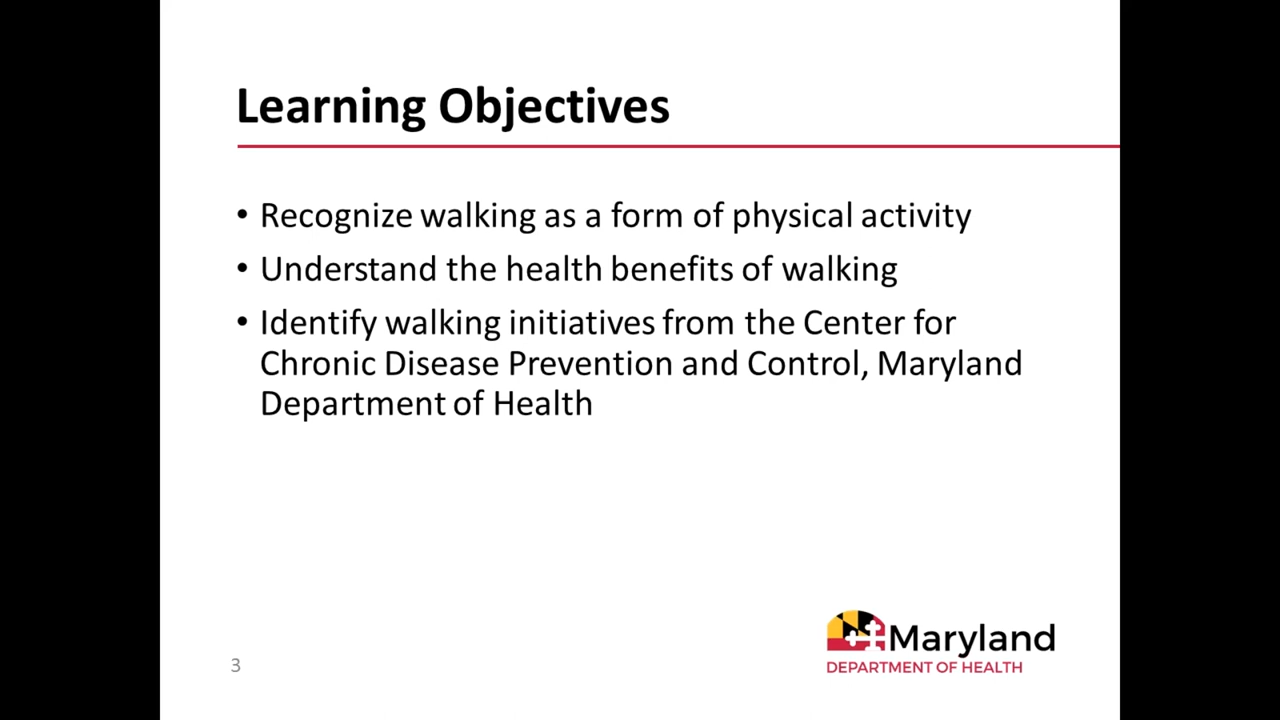 Learning Objectives
• Recognize walking as a form of physical activity
• Understand the health benefits of walking
• Identify walking initiatives from the Center for
Chronic Disease Prevention and Control, Maryland
Department of Health
Maryland
DEPARTMENT OF HEALTH
3